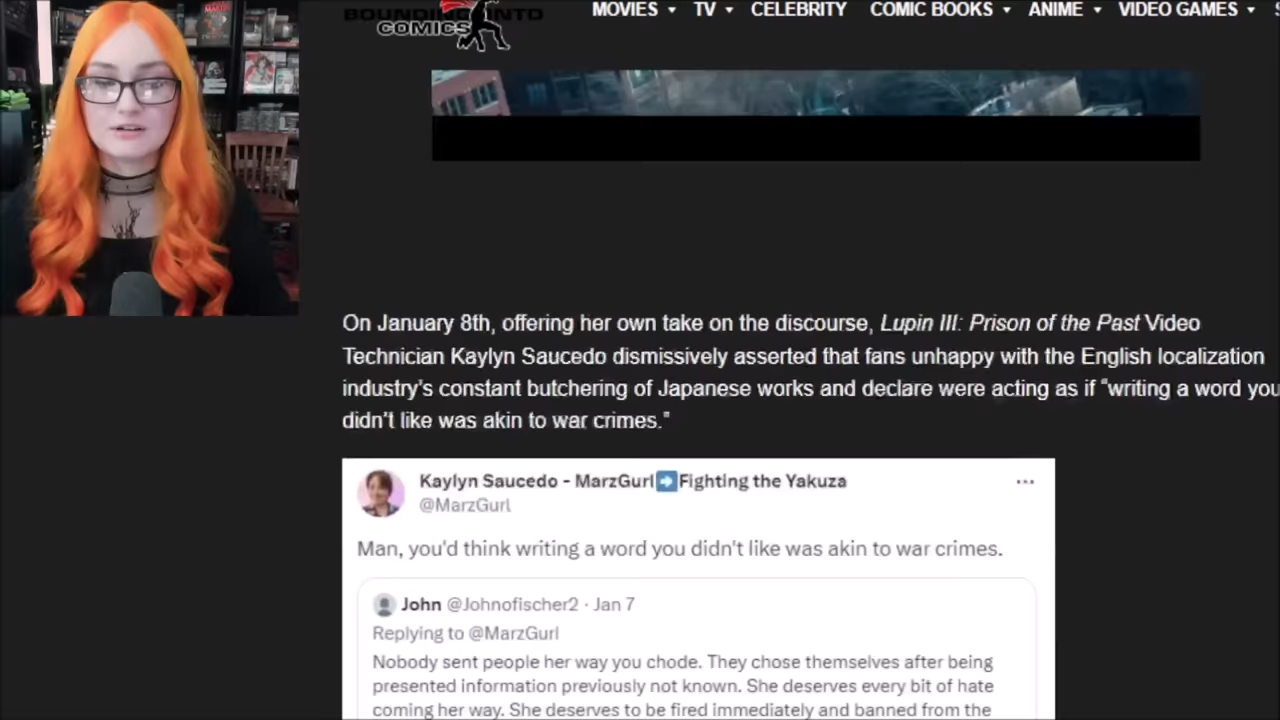 BOUNDING INTO
COMICS
MOVIES TV CELEBRITY COMIC BOOKS ANIME VIDEO GAMES
On January 8th, offering her own take on the discourse, Lupin III: Prison of the Past Video
Technician Kaylyn Saucedo dismissively asserted that fans unhappy with the English localization
industry's constant butchering of Japanese works and declare were acting as if "writing a word you
didn't like was akin to war crimes."
Kaylyn Saucedo - MarzGurl➡️Fighting the Yakuza
@MarzGurl
Man, you'd think writing a word you didn't like was akin to war crimes.
John @Johnofischer2 · Jan 7
Replying to @MarzGurl
Nobody sent people her way you chode. They chose themselves after being
presented information previously not known. She deserves every bit of hate
coming her way. She deserves to be fired immediately and banned from the